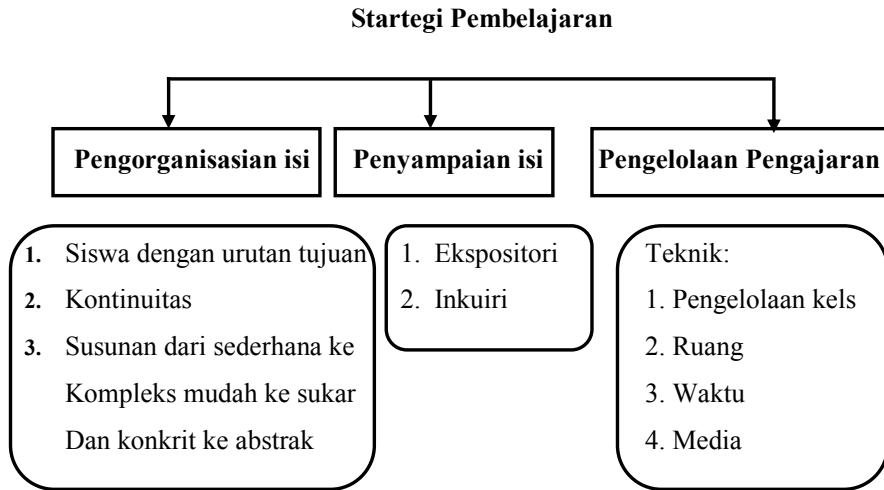 Startegi Pembelajaran
Pengorganisasian isi
Penyampaian isi
Pengelolaan Pengajaran
1. Siswa dengan urutan tujuan
2. Kontinuitas
3. Susunan dari sederhana ke
Kompleks mudah ke sukar
Dan konkrit ke abstrak
1. Ekspositori
2. Inkuiri
Teknik:
1. Pengelolaan kels
2. Ruang
3. Waktu
4. Media